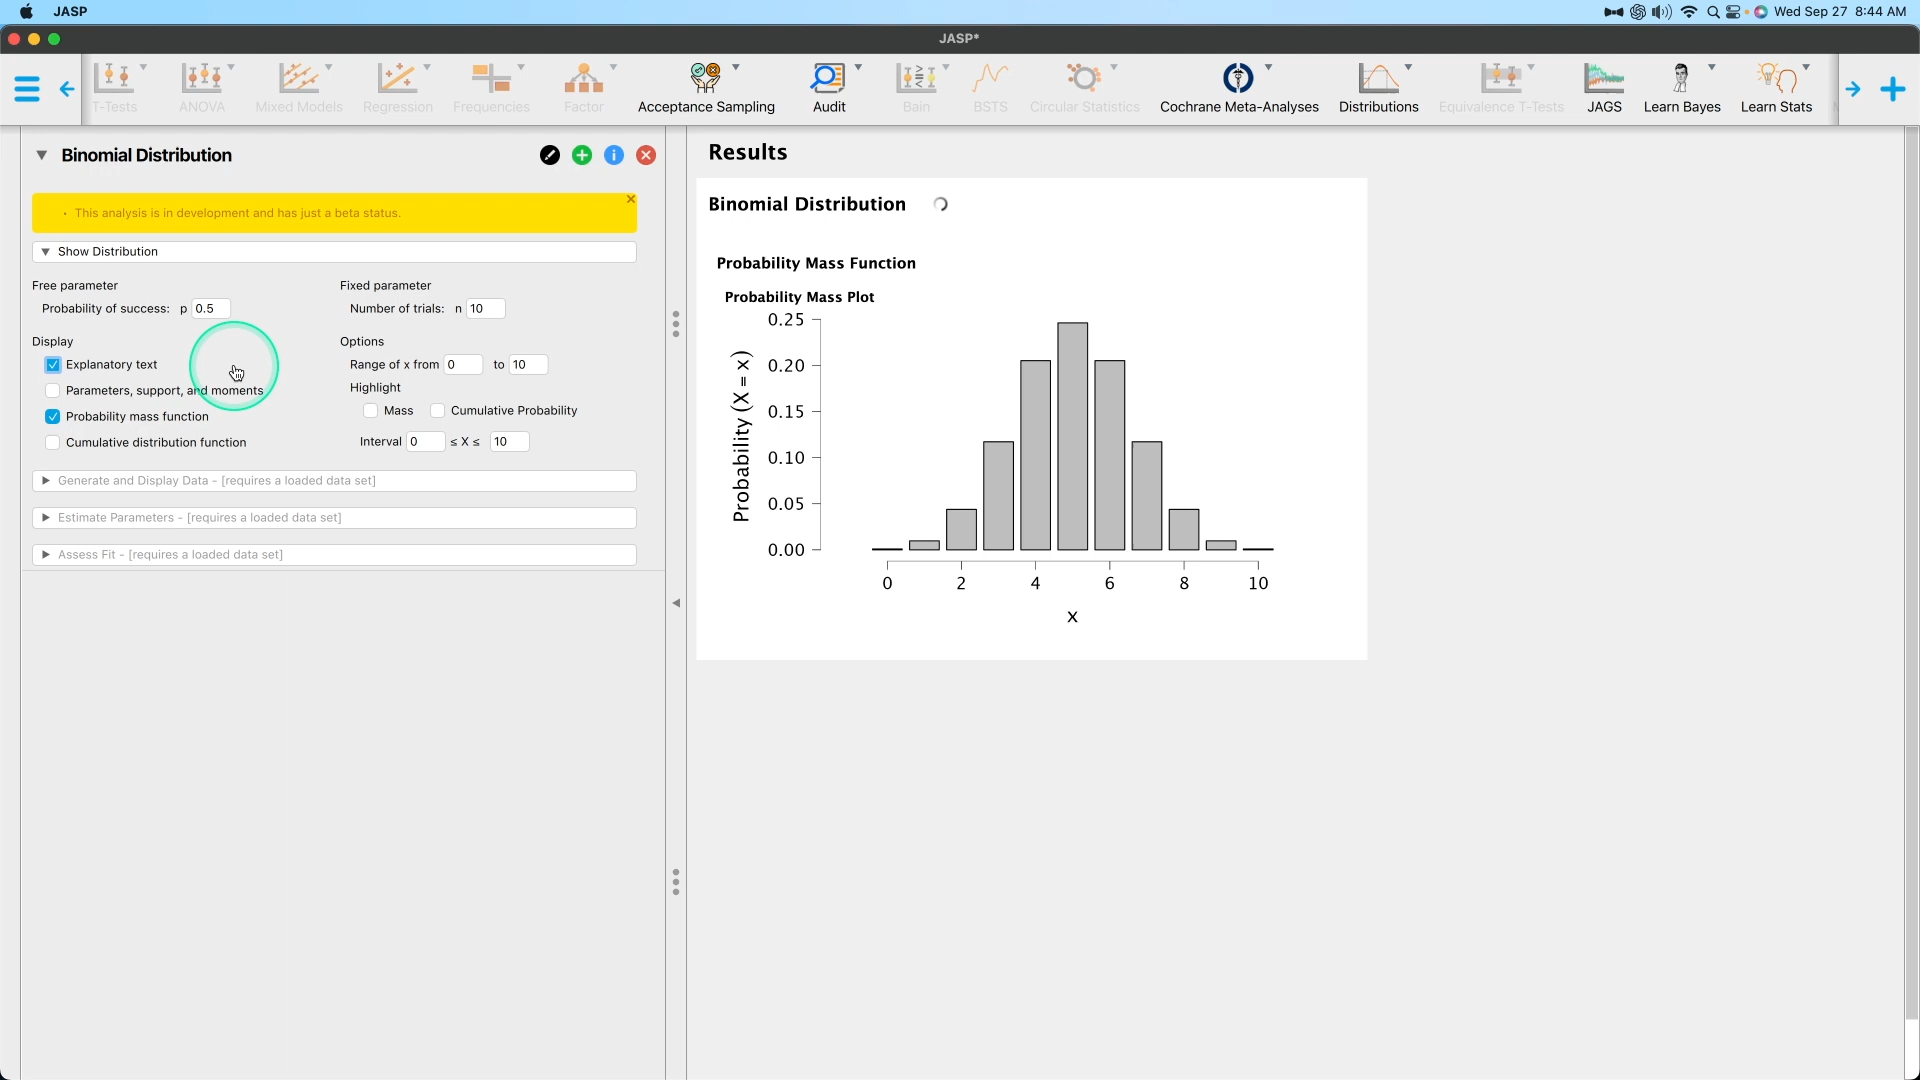 JASP
Wed Sep 27 8:44 AM
JASP*
T-Tests
ANOVA
Mixed Models
Regression
Frequencies
Factor
Acceptance Sampling
Audit
Bain
BSTS
Circular Statistics
Cochrane Meta-Analyses
Distributions
Equivalence T-Tests
JAGS
Learn Bayes
Learn Stats
Binomial Distribution
· This analysis is in development and has just a beta status.
Show Distribution
Free parameter
Probability of success: p 0.5
Fixed parameter
Number of trials: n 10
Display
Explanatory text
Parameters, support, and moments
Probability mass function
Cumulative distribution function
Options
Range of x from 0 to 10
Highlight
Mass Cumulative Probability
Interval 0 ≤ X ≤ 10
Generate and Display Data - [requires a loaded data set]
Estimate Parameters - [requires a loaded data set]
Assess Fit - [requires a loaded data set]
Results
Binomial Distribution
Probability Mass Function
Probability Mass Plot
Probability (X = x)
0.25
0.20
0.15
0.10
0.05
0.00
0 2 4 6 8 10
X